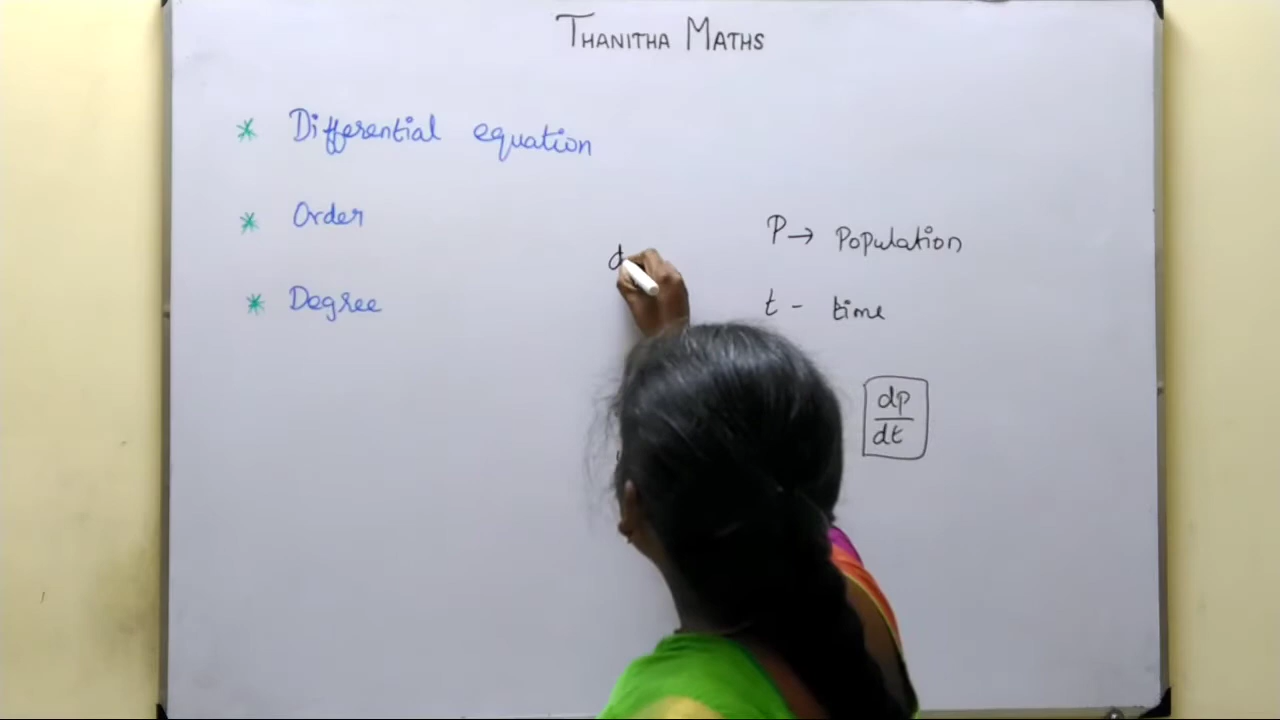 THANITHA MATHS
* Differential equation
* Order
* Degree
P → Population
t - time
dp
dt
d